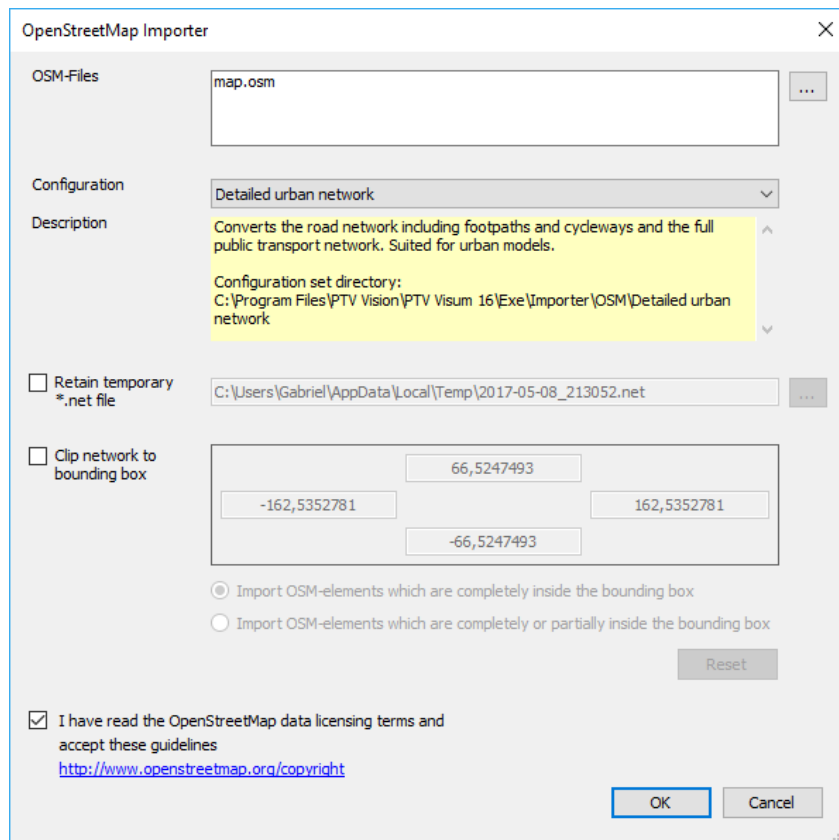 OpenStreetMap Importer
OSM-Files
map.osm
...
Configuration
Detailed urban network
Description
Converts the road network including footpaths and cycleways and the full
public transport network. Suited for urban models.
Configuration set directory:
C:\Program Files\PTV Vision\PTV Visum 16\Exe\Importer\OSM\Detailed urban
network
Retain temporary
*.net file
C:\Users\Gabriel\AppData\Local\Temp\2017-05-08_213052.net
...
Clip network to
bounding box
66,5247493
-162,5352781
162,5352781
-66,5247493
Import OSM-elements which are completely inside the bounding box
Import OSM-elements which are completely or partially inside the bounding box
Reset
I have read the OpenStreetMap data licensing terms and
accept these guidelines
http://www.openstreetmap.org/copyright
OK
Cancel